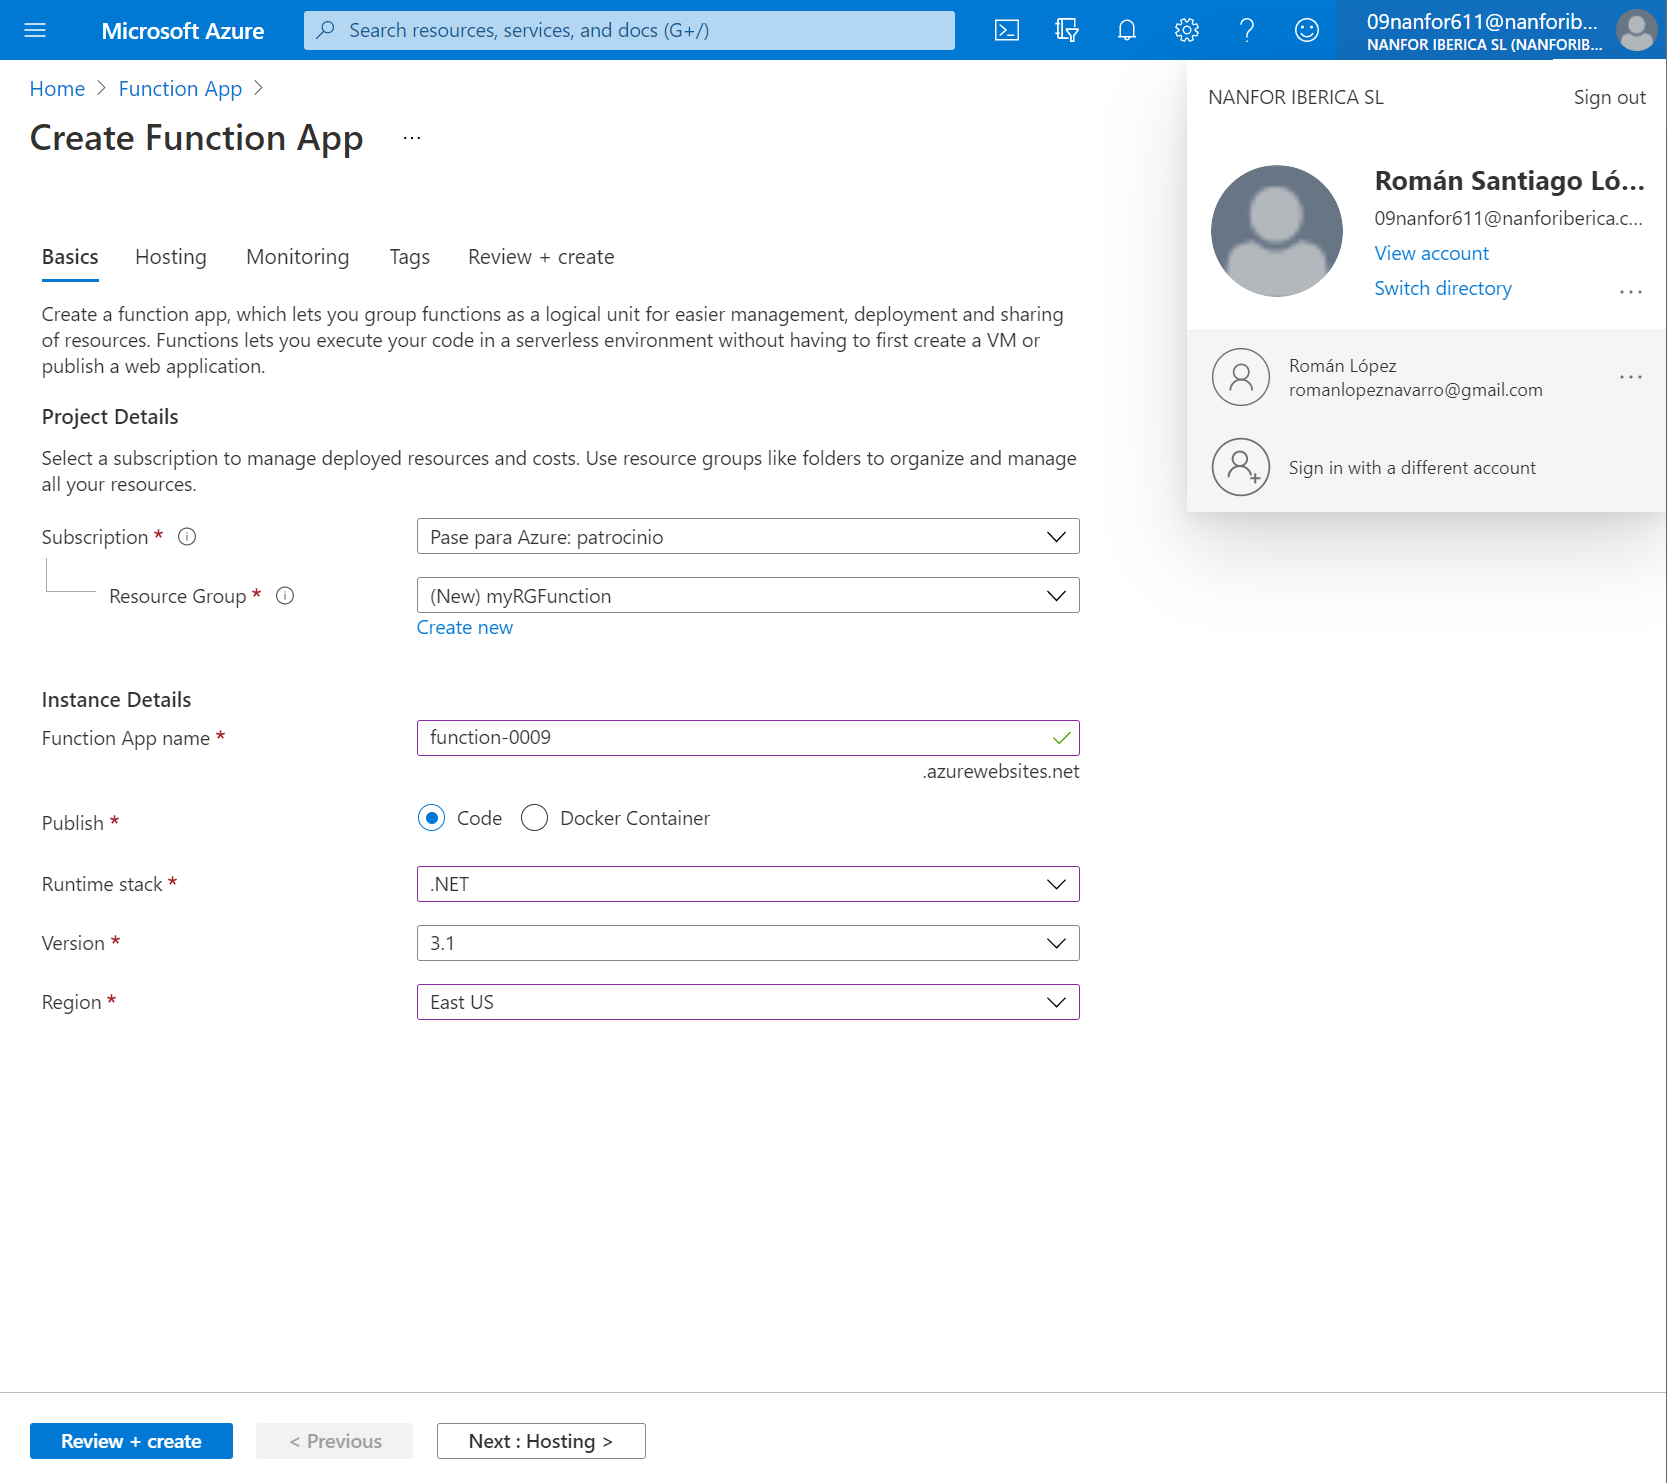 Microsoft Azure
Search resources, services, and docs (G+/)
09nanfor611@nanforib...
NANFOR IBERICA SL (NANFORIB...
Home > Function App >
Create Function App ...
NANFOR IBERICA SL
Sign out
Román Santiago Ló...
09nanfor611@nanforiberica.c...
View account
Switch directory
...
Román López
romanlopeznavarro@gmail.com
...
Sign in with a different account
Basics Hosting Monitoring Tags Review + create
Create a function app, which lets you group functions as a logical unit for easier management, deployment and sharing
of resources. Functions lets you execute your code in a serverless environment without having to first create a VM or
publish a web application.
Project Details
Select a subscription to manage deployed resources and costs. Use resource groups like folders to organize and manage
all your resources.
Subscription *
Pase para Azure: patrocinio
Resource Group *
(New) myRGFunction
Create new
Instance Details
Function App name *
function-0009
.azurewebsites.net
Publish *
Code Docker Container
Runtime stack *
.NET
Version *
3.1
Region *
East US
Review + create
< Previous
Next : Hosting >